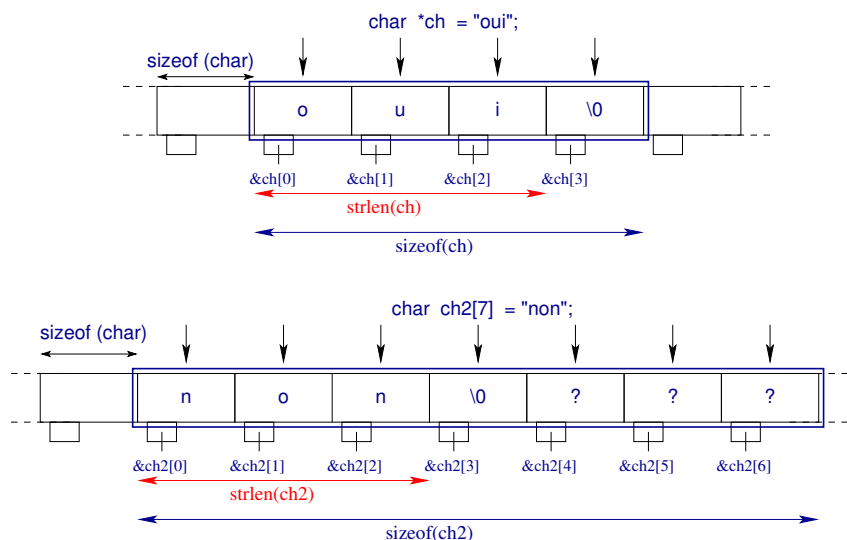 char *ch = "oui";
sizeof (char)
o u i \0
&ch[0] &ch[1] &ch[2] &ch[3]
strlen(ch)
sizeof(ch)
char ch2[7] = "non";
sizeof (char)
n o n \0 ? ? ?
&ch2[0] &ch2[1] &ch2[2] &ch2[3] &ch2[4] &ch2[5] &ch2[6]
strlen(ch2)
sizeof(ch2)